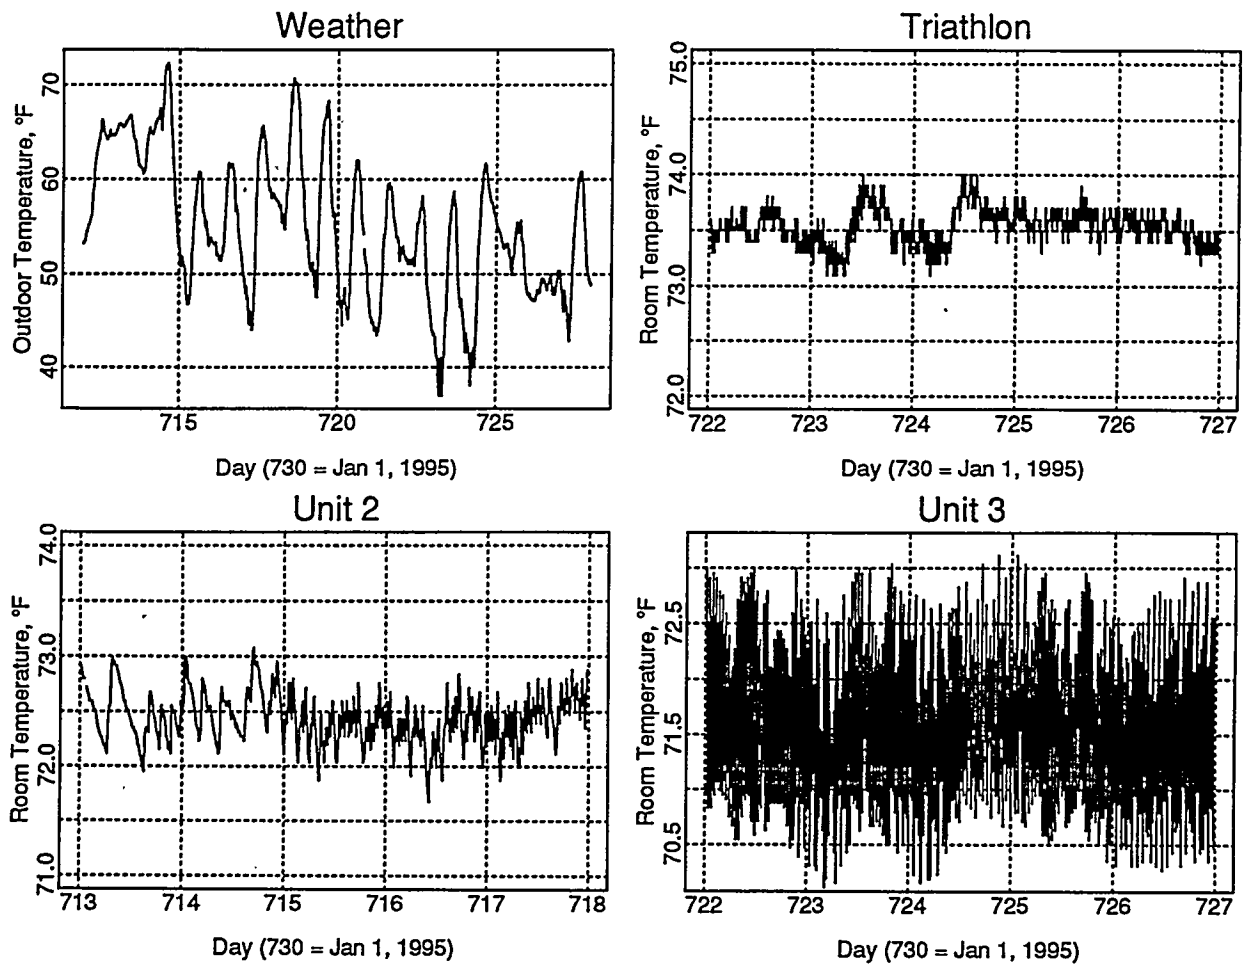 Weather
Outdoor Temperature, °F
70
60
50
40
715 720 725
Day (730 = Jan 1, 1995)
Triathlon
Room Temperature, °F
75.0
74.0
73.0
72.0
722 723 724 725 726 727
Day (730 = Jan 1, 1995)
Unit 2
Room Temperature, °F
74.0
73.0
72.0
71.0
713 714 715 716 717 718
Day (730 = Jan 1, 1995)
Unit 3
Room Temperature, °F
72.5
71.5
70.5
722 723 724 725 726 727
Day (730 = Jan 1, 1995)